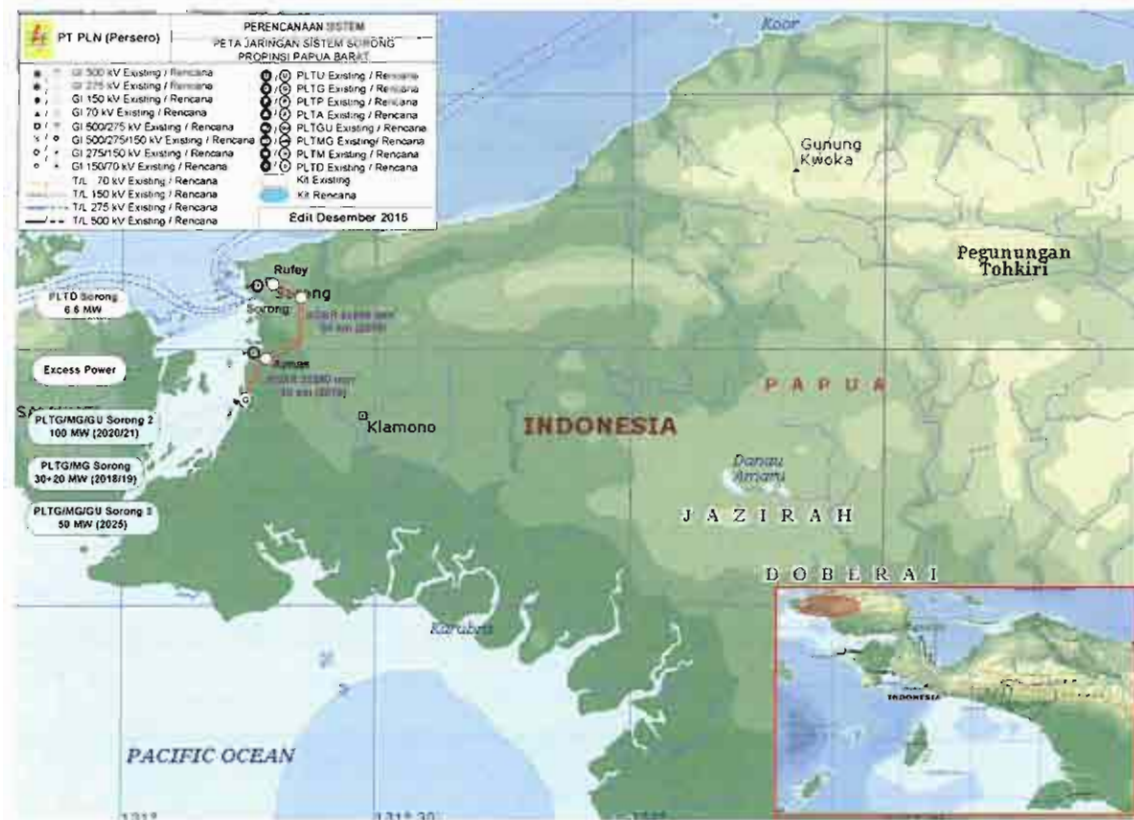 PT PLN (Persero)
PERENCANAAN SISTEM
PETA JARINGAN SISTEM SORONG
PROPINSI PAPUA BARAT
GI 500 kV Existing / Rencana
GI 275 kV Existing / Rencana
GI 150 kV Existing / Rencana
GI 70 kV Existing / Rencana
GI 500/275 kV Existing / Rencana
GI 500/275/150 kV Existing / Rencana
GI 275/150 kV Existing / Rencana
GI 150/70 kV Existing / Rencana
T/L 70 kV Existing / Rencana
T/L 150 kV Existing / Rencana
T/L 275 kV Existing / Rencana
T/L 500 kV Existing / Rencana
PLTU Existing / Rencana
PLTG Existing / Rencana
PLTP Existing / Rencana
PLTA Existing / Rencana
PLTGU Existing / Rencana
PLTMG Existing/ Rencana
PLTM Existing / Rencana
PLTD Existing / Rencana
Kit Existing
Kit Rencana
Edit Desember 2015
Koor
Gunung
Kwoka
Pegunungan
Tohkiri
Rufey
Sorong
Sorong
PLTD Sorong
6.6 MW
Aimas
Excess Power
PLTG/MG/GU Sorong 2
100 MW (2020/21)
PLTG/MG Sorong
30+20 MW (2018/19)
PLTG/MG/GU Sorong 3
50 MW (2025)
Klamono
INDONESIA
PAPUA
Danau
Amaru
JAZIRAH
DOBERAI
PACIFIC OCEAN
INDONESIA
131°
131° 30